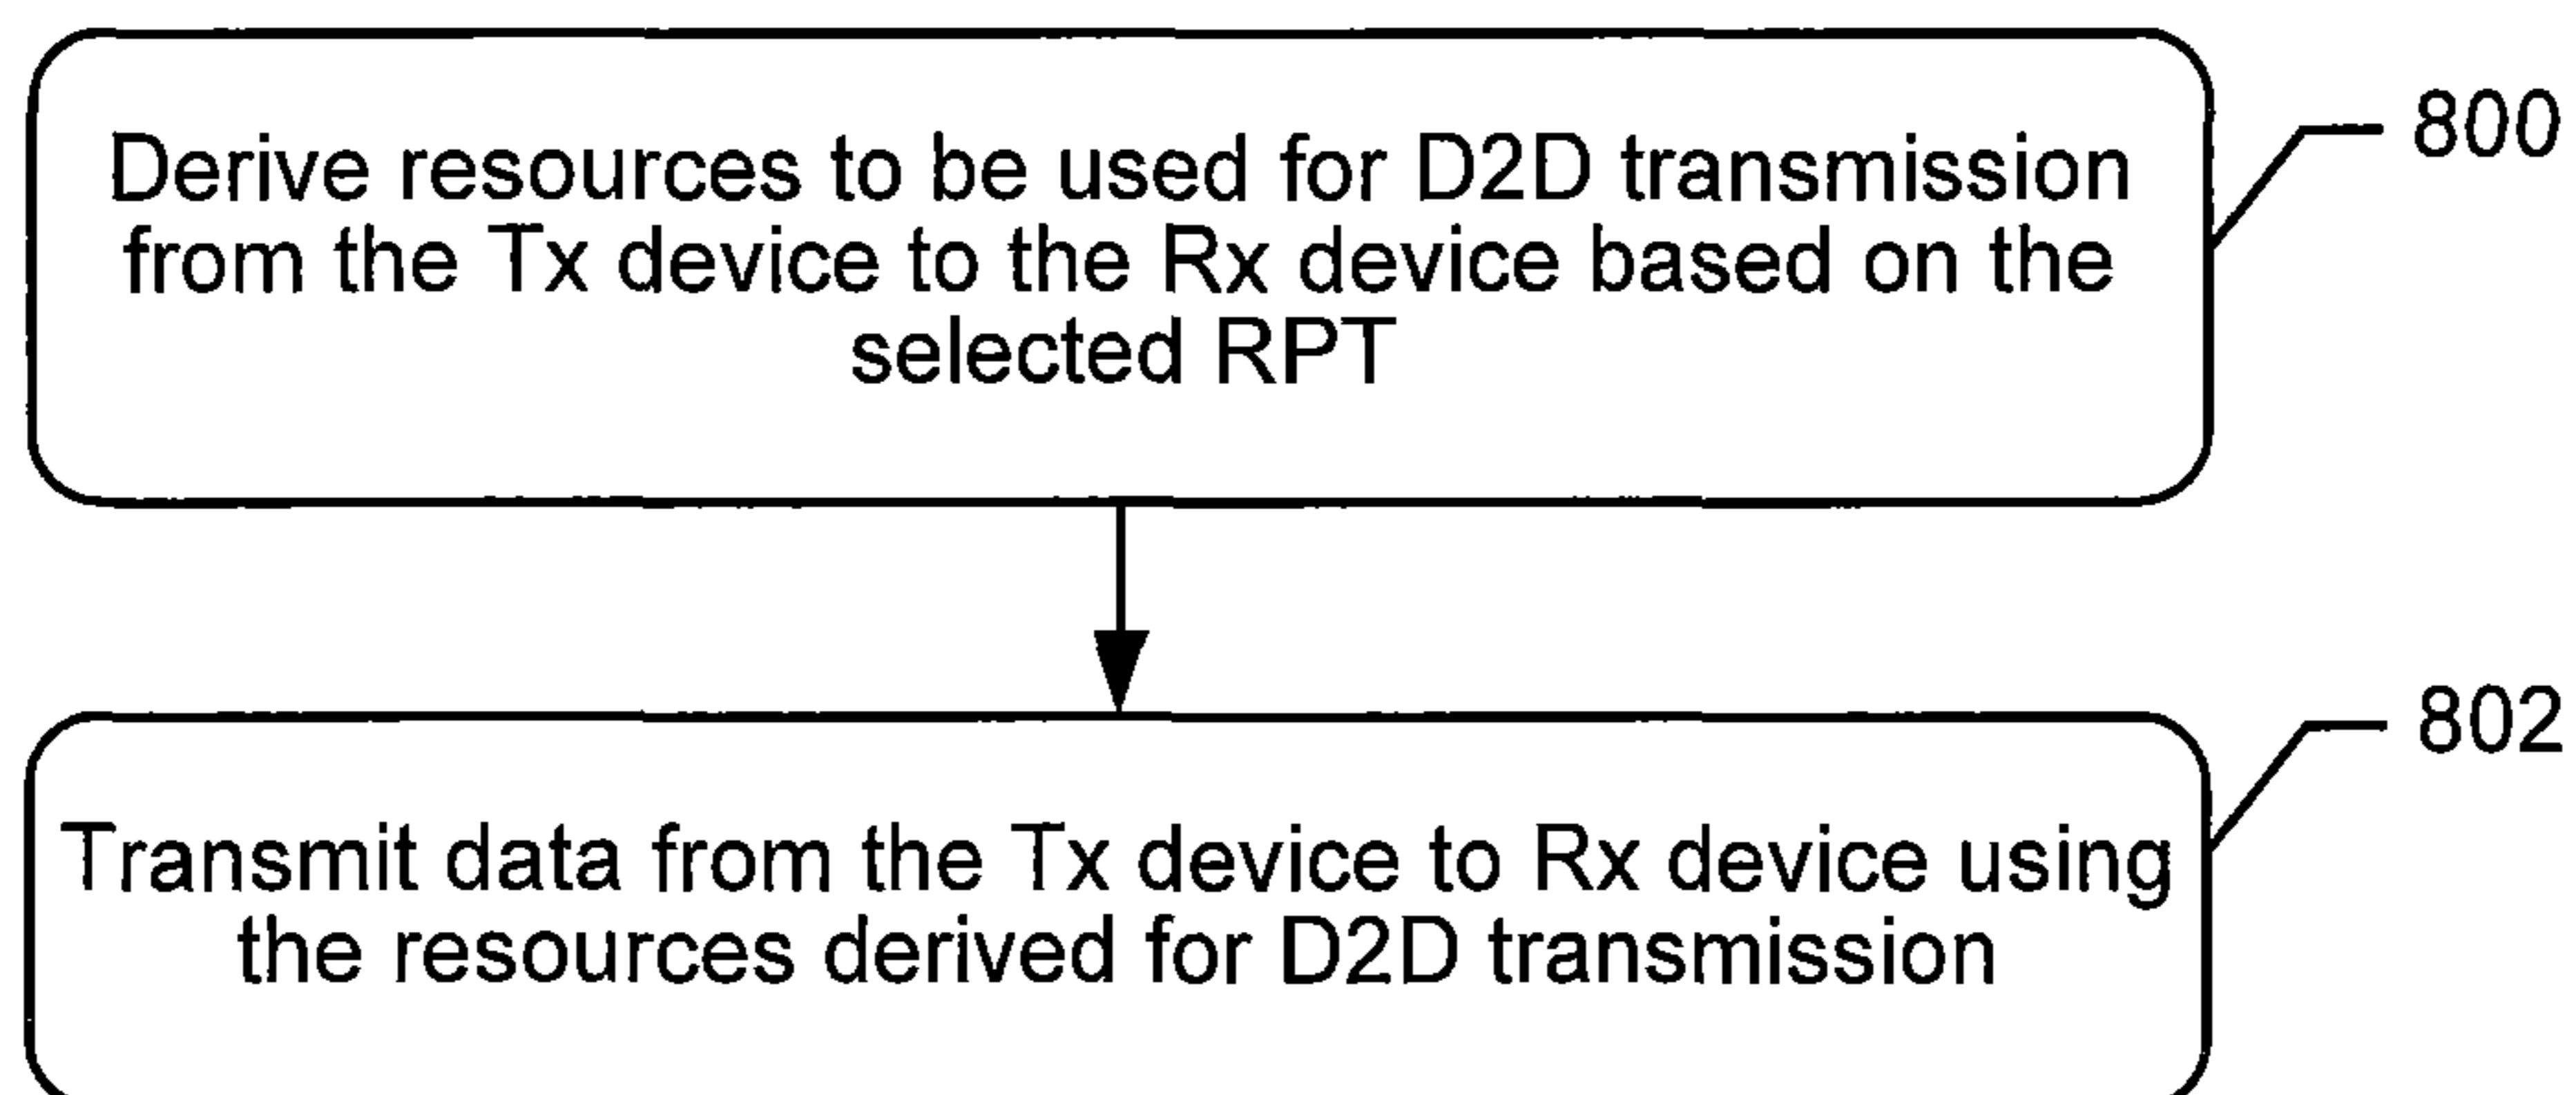 Derive resources to be used for D2D transmission
from the Tx device to the Rx device based on the
selected RPT
800
Transmit data from the Tx device to Rx device using
the resources derived for D2D transmission
802